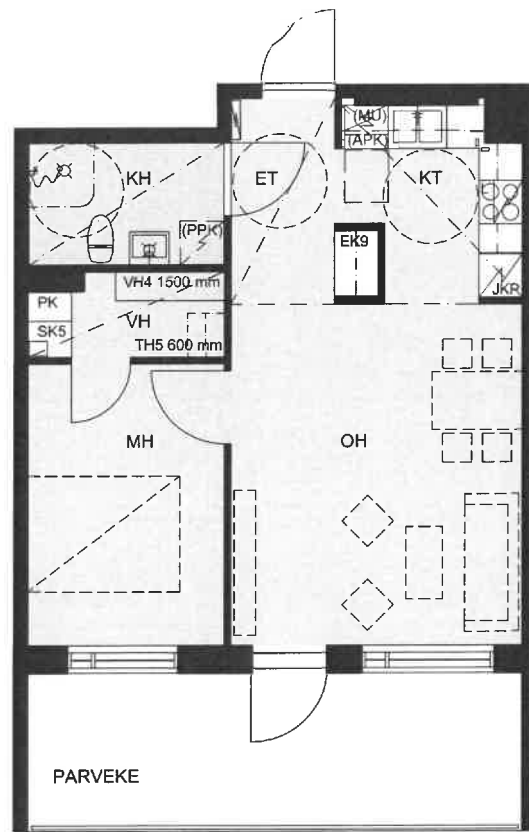 (MU)
(APK)
KH
ET
KT
(PPK)
EK9
JKR
VH4 1500 mm
PK
VH
SK5
TH5 600 mm
MH
OH
PARVEKE